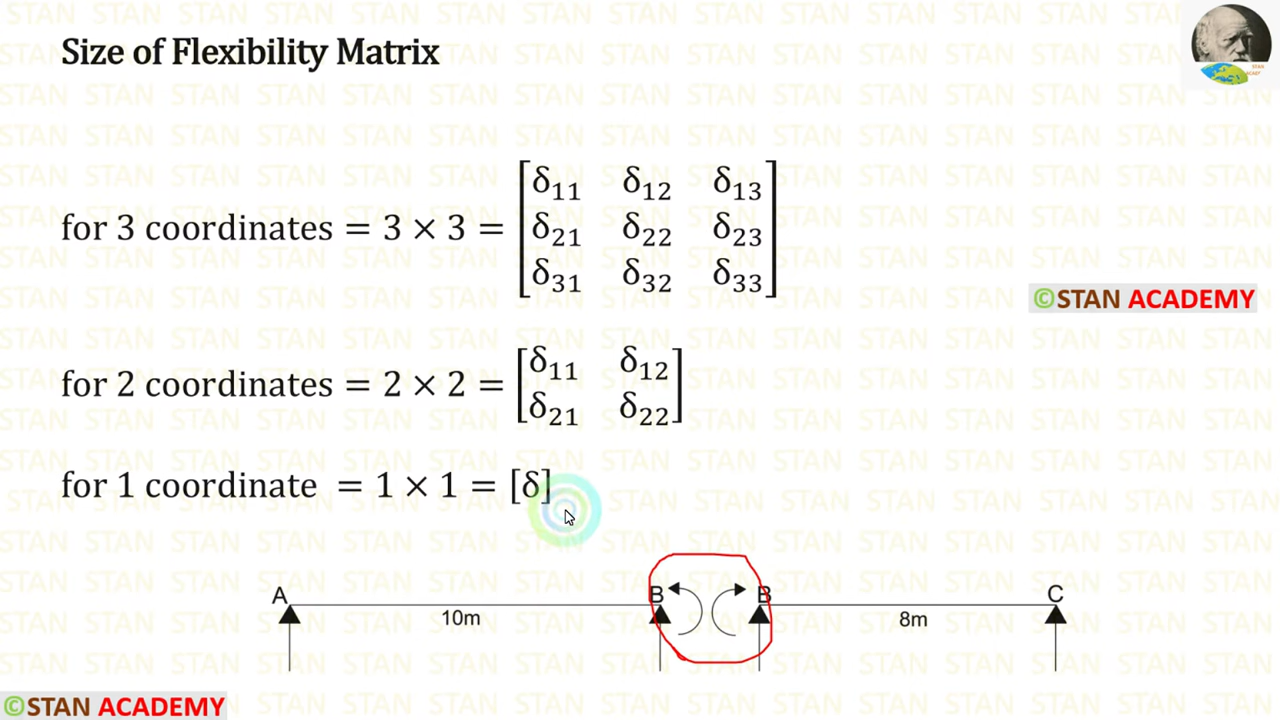 Size of Flexibility Matrix
STAN ACADY
for 3 coordinates = 3 × 3 = [δ11 δ12 δ13
δ21 δ22 δ23
δ31 δ32 δ33]
©STAN ACADEMY
for 2 coordinates = 2 × 2 = [δ11 δ12
δ21 δ22]
for 1 coordinate = 1 × 1 = [δ]
A B B C
10m 8m
©STAN ACADEMY